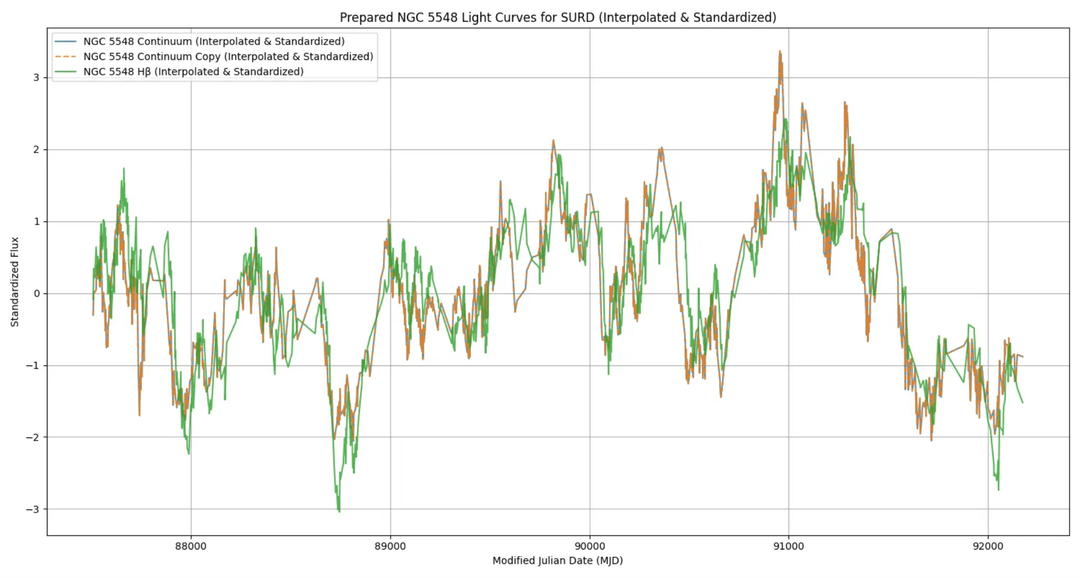 Prepared NGC 5548 Light Curves for SURD (Interpolated & Standardized)
NGC 5548 Continuum (Interpolated & Standardized)
NGC 5548 Continuum Copy (Interpolated & Standardized)
NGC 5548 Hβ (Interpolated & Standardized)
Standardized Flux
3
2
1
0
−1
−2
−3
88000 89000 90000 91000 92000
Modified Julian Date (MJD)